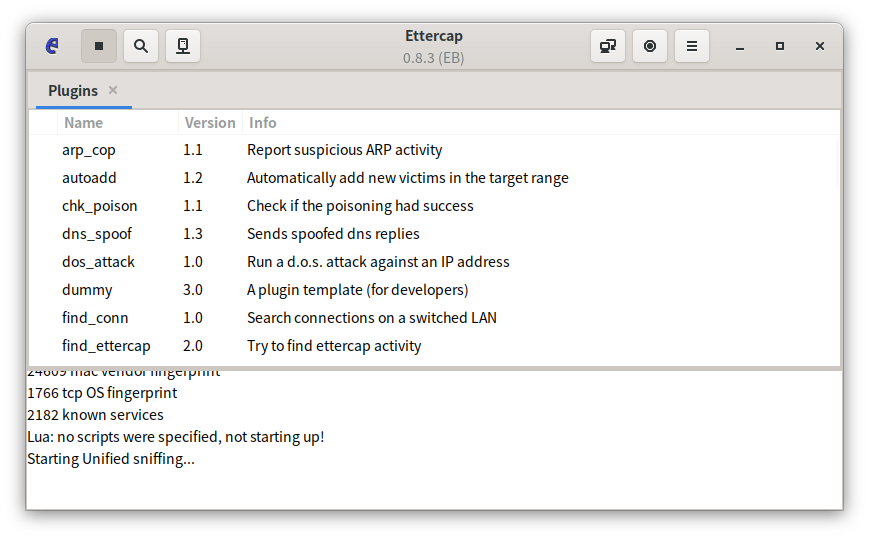 Ettercap
0.8.3 (EB)
Plugins
Name Version Info
arp_cop 1.1 Report suspicious ARP activity
autoadd 1.2 Automatically add new victims in the target range
chk_poison 1.1 Check if the poisoning had success
dns_spoof 1.3 Sends spoofed dns replies
dos_attack 1.0 Run a d.o.s. attack against an IP address
dummy 3.0 A plugin template (for developers)
find_conn 1.0 Search connections on a switched LAN
find_ettercap 2.0 Try to find ettercap activity
24609 mac vendor fingerprint
1766 tcp OS fingerprint
2182 known services
Lua: no scripts were specified, not starting up!
Starting Unified sniffing...